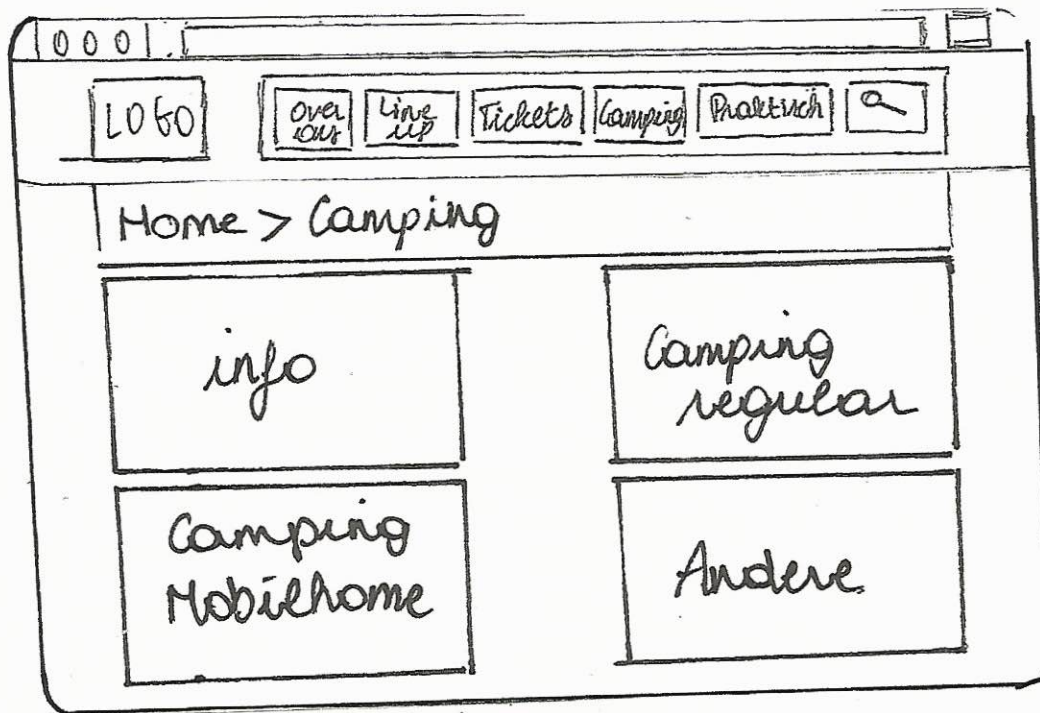 LOGO
Over
ons
Line
up
Tickets
Camping
Praktisch
Home > Camping
info
Camping
regular
Camping
Mobilhome
Andere